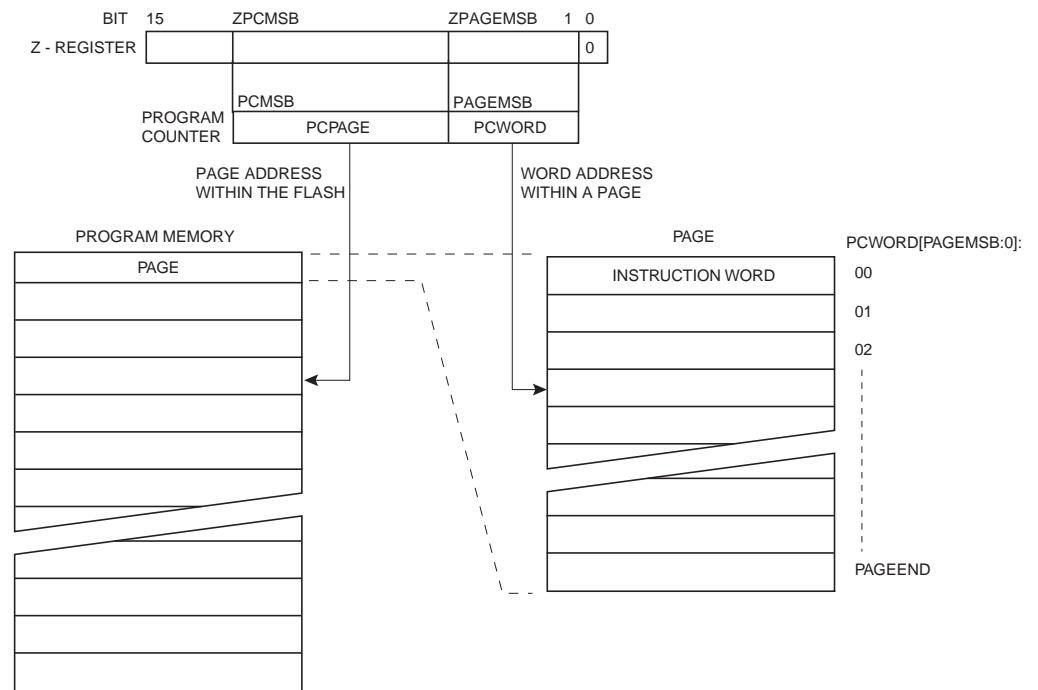 BIT 15 ZPCMSB ZPAGEMSB 1 0
Z - REGISTER 0
PCMSB PAGEMSB
PROGRAM
COUNTER
PCPAGE PCWORD
PAGE ADDRESS
WITHIN THE FLASH
WORD ADDRESS
WITHIN A PAGE
PROGRAM MEMORY
PAGE
PAGE
PCWORD[PAGEMSB:0]:
INSTRUCTION WORD
00
01
02
PAGEEND